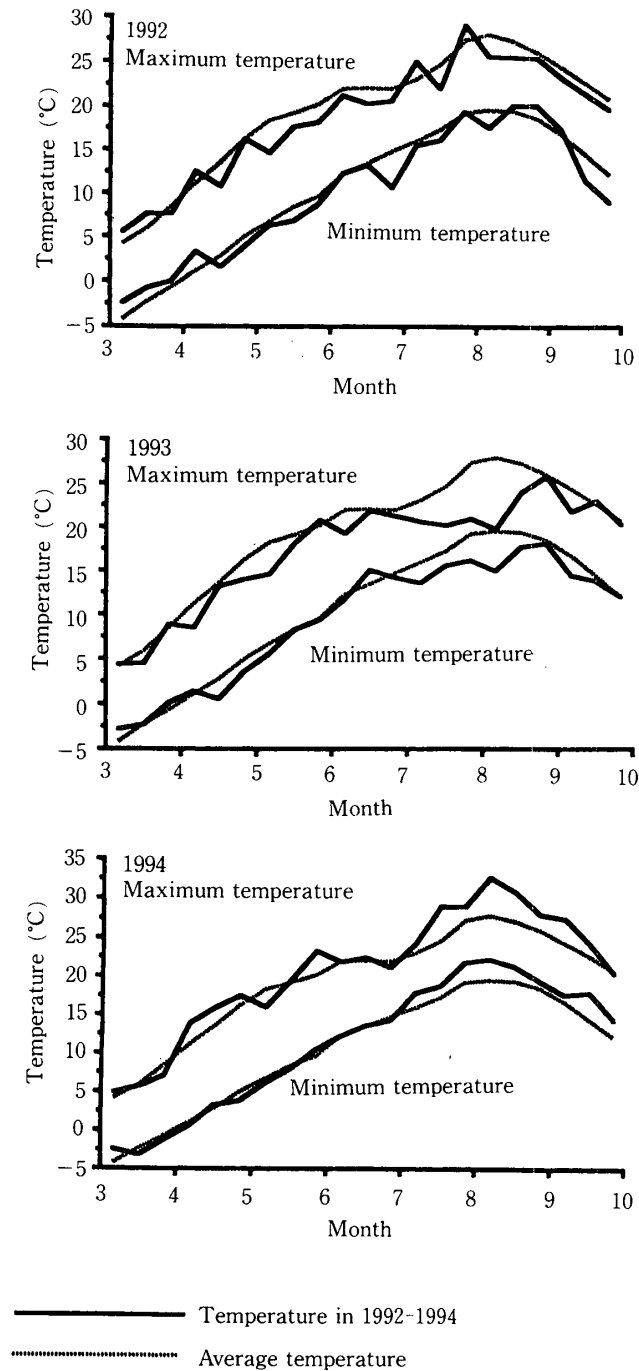 30
1992
25
Maximum temperature
20
15
10
5
0
−5
Temperature (°C)
Minimum temperature
3 4 5 6 7 8 9 10
Month
30
1993
25
Maximum temperature
20
15
10
5
0
−5
Temperature (°C)
Minimum temperature
3 4 5 6 7 8 9 10
Month
35
1994
30
Maximum temperature
25
20
15
10
5
0
−5
Temperature (°C)
Minimum temperature
3 4 5 6 7 8 9 10
Month
Temperature in 1992-1994
Average temperature